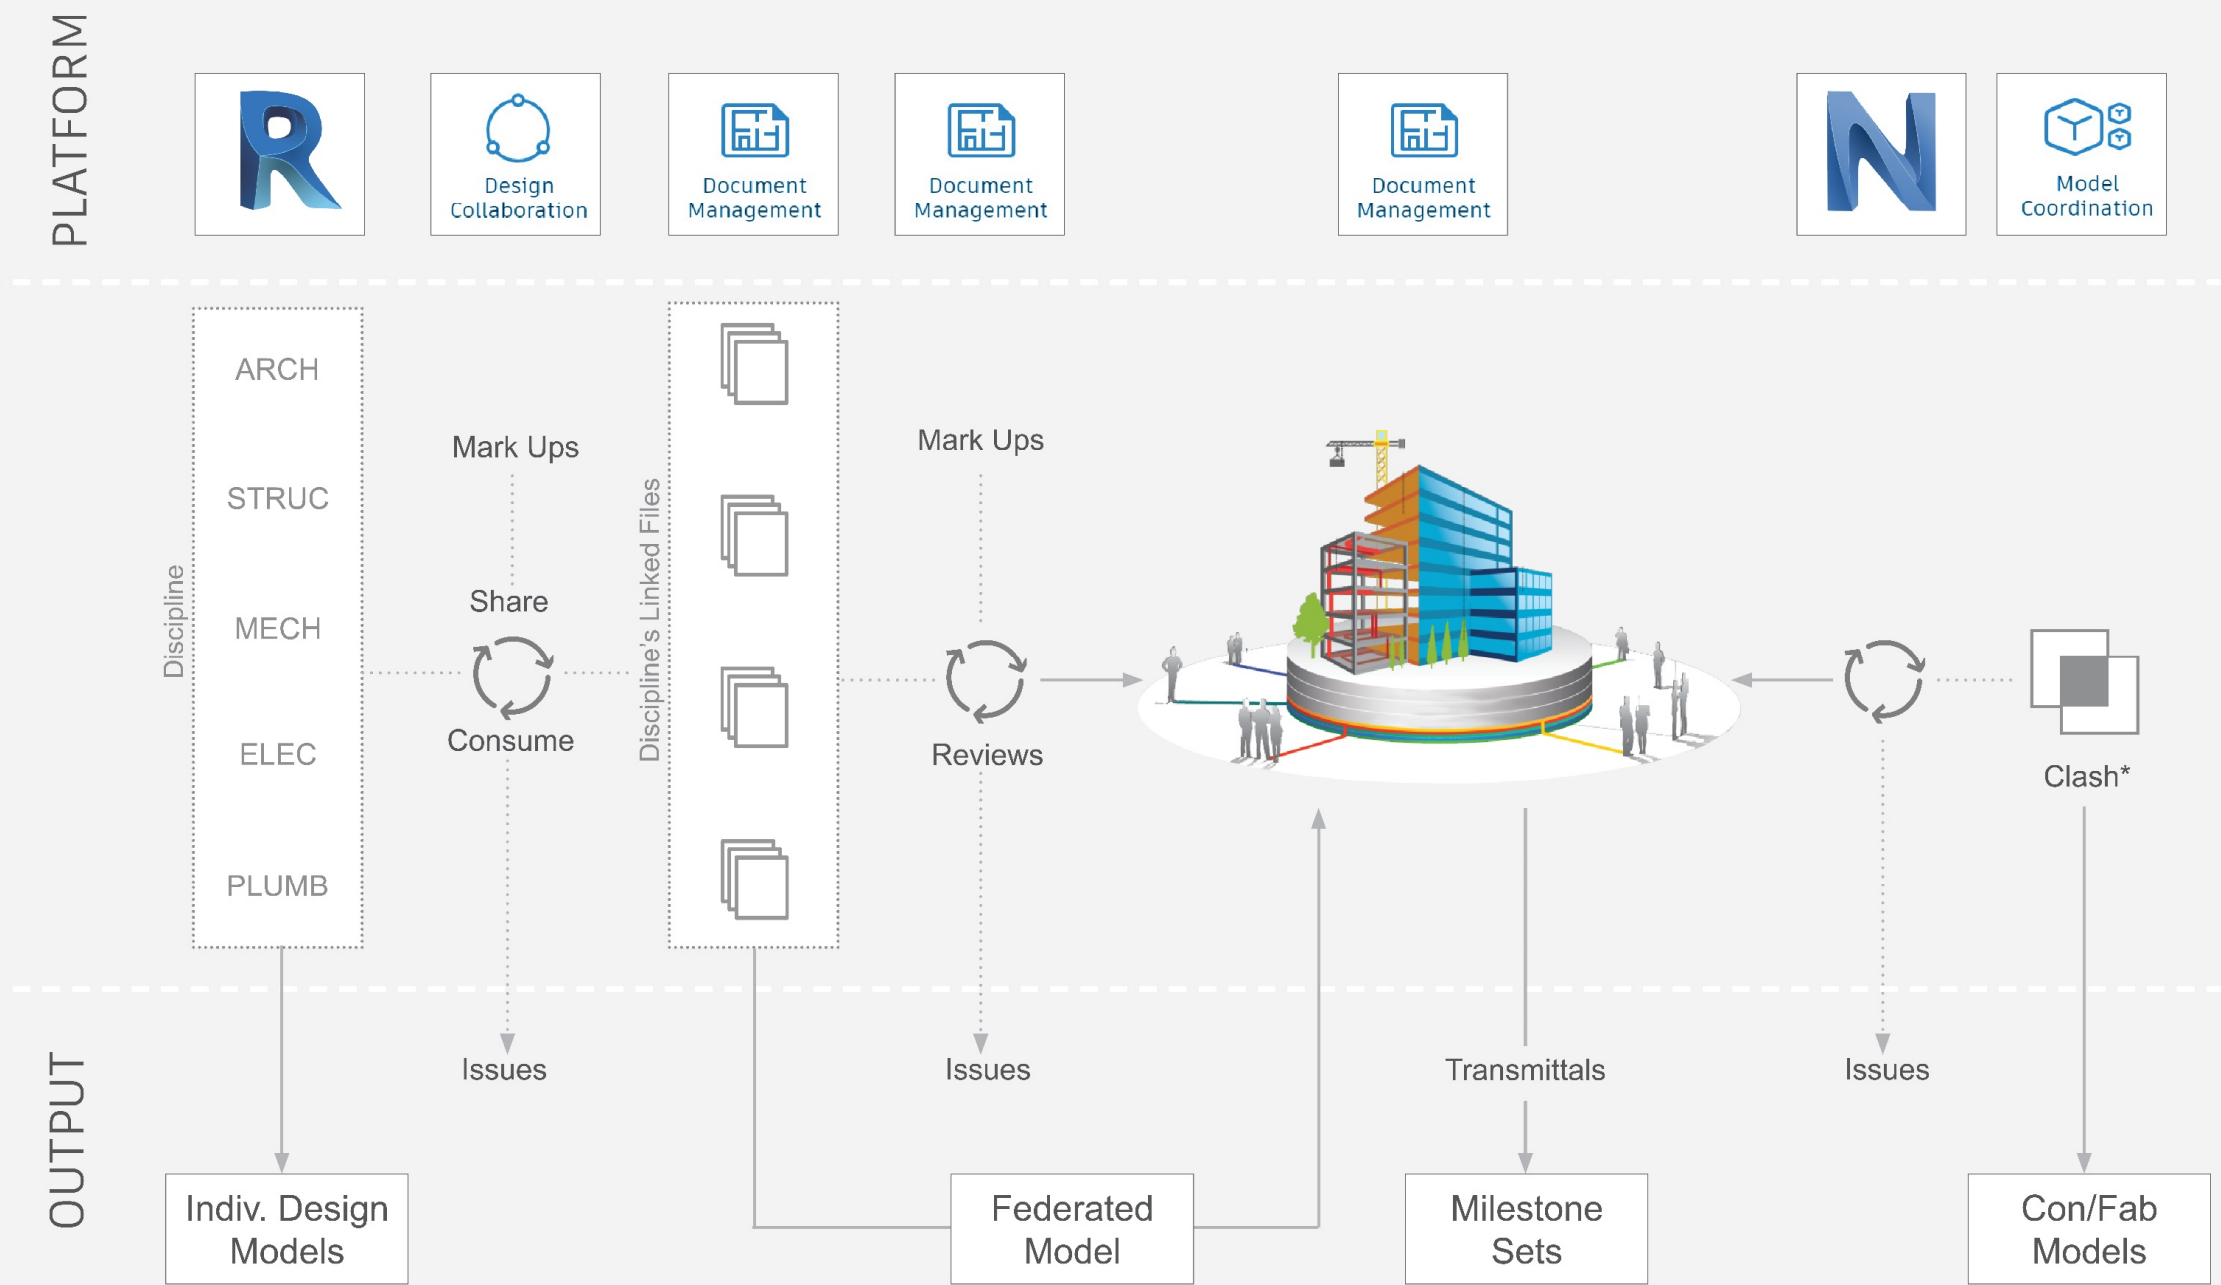 PLATFORM
Design
Collaboration
Document
Management
Document
Management
Document
Management
Model
Coordination
Discipline
ARCH
STRUC
MECH
ELEC
PLUMB
Mark Ups
Share
Consume
Discipline's Linked Files
Mark Ups
Reviews
Clash*
OUTPUT
Issues
Issues
Transmittals
Issues
Indiv. Design
Models
Federated
Model
Milestone
Sets
Con/Fab
Models